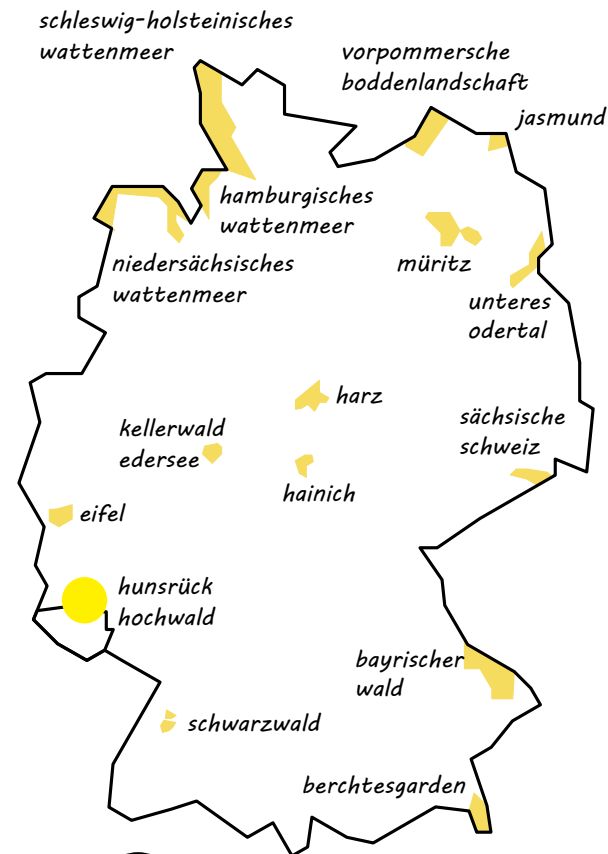 schleswig-holsteinisches
wattenmeer
vorpommersche
boddenlandschaft
jasmund
hamburgisches
wattenmeer
niedersächsisches
wattenmeer
müritz
unteres
odertal
harz
kellerwald
edersee
sächsische
schweiz
hainich
eifel
hunsrück
hochwald
bayrischer
wald
schwarzwald
berchtesgarden